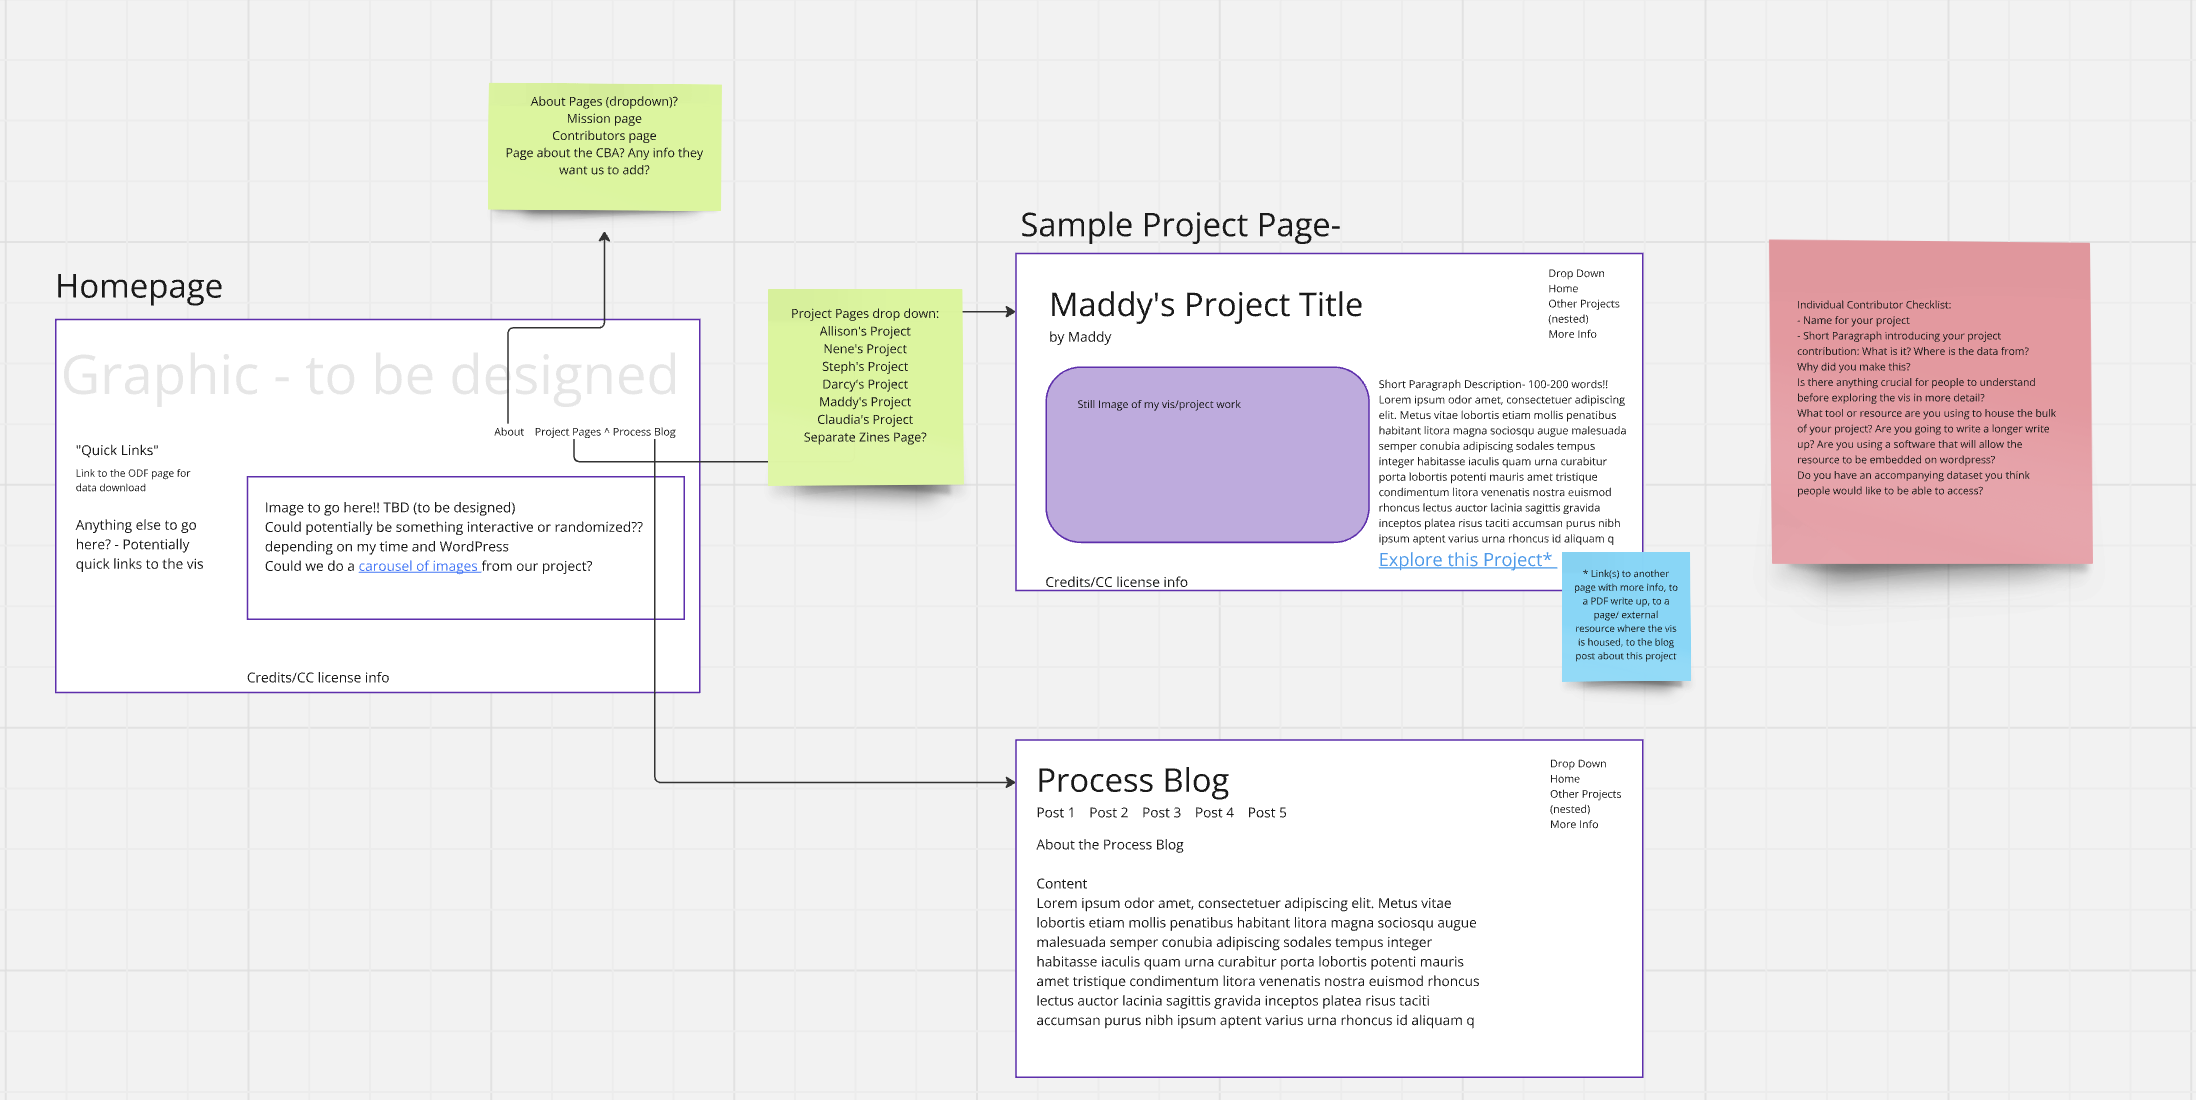 About Pages (dropdown)?
Mission page
Contributors page
Page about the CBA? Any info they
want us to add?
Homepage
Graphic - to be designed
About Project Pages ^ Process Blog
"Quick Links"
Link to the ODF page for
data download
Anything else to go
here? - Potentially
quick links to the vis
Image to go here!! TBD (to be designed)
Could potentially be something interactive or randomized??
depending on my time and WordPress
Could we do a carousel of images from our project?
Credits/CC license info
Project Pages drop down:
Allison's Project
Nene's Project
Steph's Project
Darcy's Project
Maddy's Project
Claudia's Project
Separate Zines Page?
Sample Project Page-
Maddy's Project Title
by Maddy
Drop Down
Home
Other Projects
(nested)
More Info
Still Image of my vis/project work
Short Paragraph Description- 100-200 words!!
Lorem ipsum odor amet, consectetuer adipiscing
elit. Metus vitae lobortis etiam mollis penatibus
habitant litora magna sociosqu augue malesuada
semper conubia adipiscing sodales tempus
integer habitasse iaculis quam urna curabitur
porta lobortis potenti mauris amet tristique
condimentum litora venenatis nostra euismod
rhoncus lectus auctor lacinia sagittis gravida
inceptos platea risus taciti accumsan purus nibh
ipsum aptent varius urna rhoncus id aliquam q
Explore this Project*
Credits/CC license info
* Link(s) to another
page with more info, to
a PDF write up, to a
page/ external
resource where the vis
is housed, to the blog
post about this project
Individual Contributor Checklist:
- Name for your project
- Short Paragraph introducing your project
contribution: What is it? Where is the data from?
Why did you make this?
Is there anything crucial for people to understand
before exploring the vis in more detail?
What tool or resource are you using to house the bulk
of your project? Are you going to write a longer write
up? Are you using a software that will allow the
resource to be embedded on wordpress?
Do you have an accompanying dataset you think
people would like to be able to access?
Process Blog
Post 1 Post 2 Post 3 Post 4 Post 5
Drop Down
Home
Other Projects
(nested)
More Info
About the Process Blog
Content
Lorem ipsum odor amet, consectetuer adipiscing elit. Metus vitae
lobortis etiam mollis penatibus habitant litora magna sociosqu augue
malesuada semper conubia adipiscing sodales tempus integer
habitasse iaculis quam urna curabitur porta lobortis potenti mauris
amet tristique condimentum litora venenatis nostra euismod rhoncus
lectus auctor lacinia sagittis gravida inceptos platea risus taciti
accumsan purus nibh ipsum aptent varius urna rhoncus id aliquam q